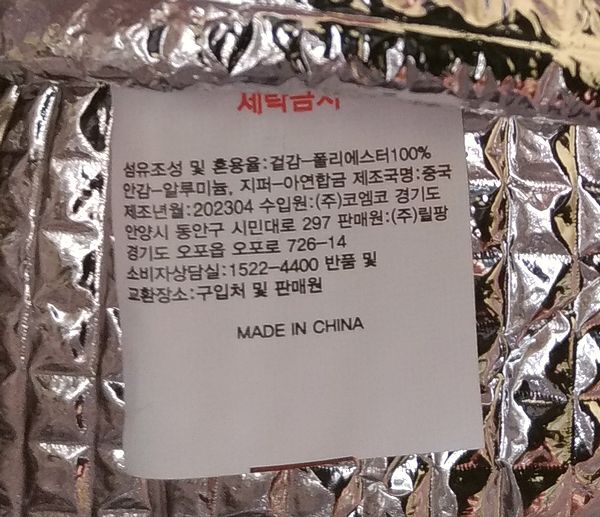 세탁금지
섬유조성 및 혼용율:겉감-폴리에스터100%
안감-알루미늄, 지퍼-아연합금 제조국명:중국
제조년월:202304 수입원:(주)코엠코 경기도
안양시 동안구 시민대로 297 판매원:(주)릴팡
경기도 오포읍 오포로 726-14
소비자상담실:1522-4400 반품 및
교환장소:구입처 및 판매원
MADE IN CHINA